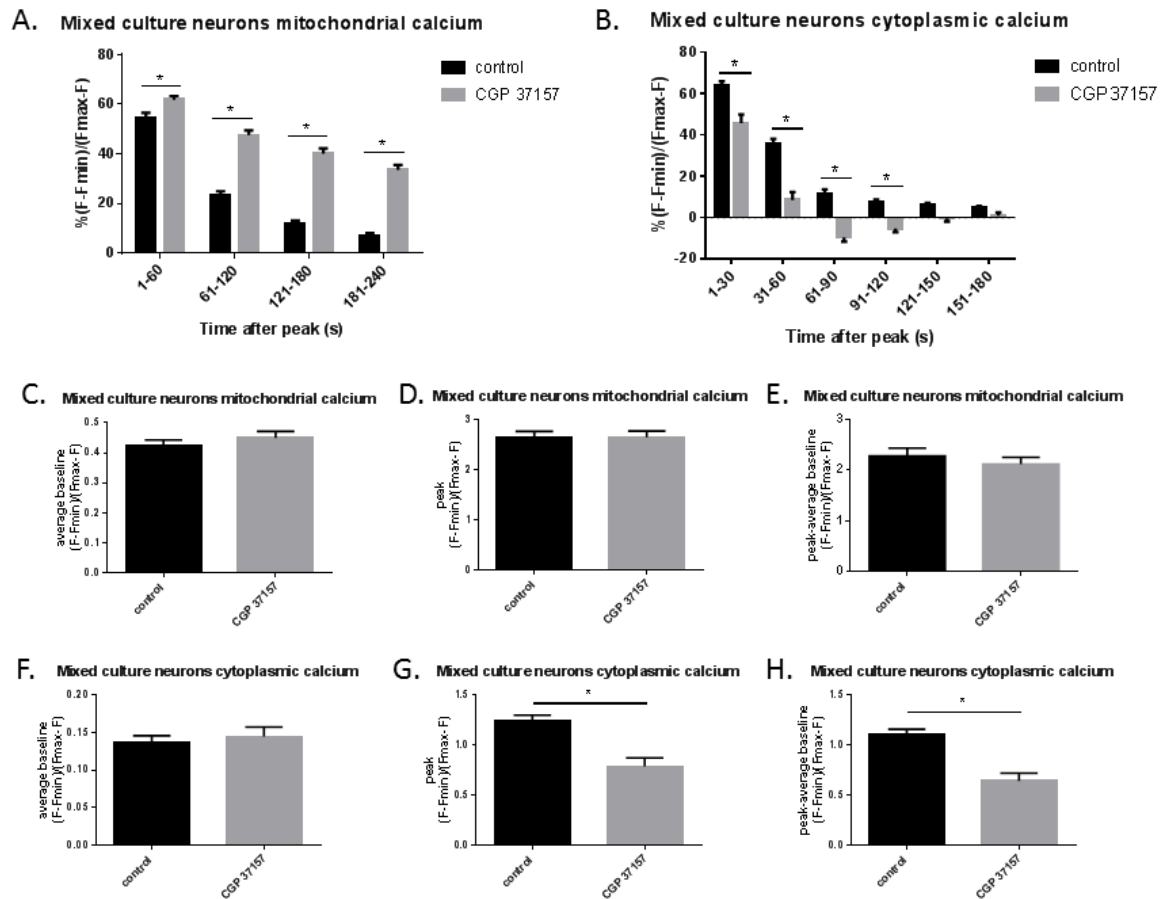 A. Mixed culture neurons mitochondrial calcium
80
60
40
20
0
%(F-Fmin)/(Fmax-F)
*
*
*
*
1-60
61-120
121-180
181-240
Time after peak (s)
control
CGP 37157
B. Mixed culture neurons cytoplasmic calcium
80
60
40
20
0
-20
%(F-Fmin)/(Fmax-F)
*
*
*
*
1-30
31-60
61-90
91-120
121-150
151-180
Time after peak (s)
control
CGP37157
C. Mixed culture neurons mitochondrial calcium
average baseline
(F-Fmin)/(Fmax- F)
0.5
0.4
0.3
0.2
0.1
0.0
control
CGP 37157
D. Mixed culture neurons mitochondrial calcium
peak
(F-Fmin)/(Fmax- F)
3
2
1
0
control
CGP 37157
E. Mixed culture neurons mitochondrial calcium
peak-average baseline
(F-Fmin)/(Fmax- F)
3
2
1
0
control
CGP 37157
F. Mixed culture neurons cytoplasmic calcium
average baseline
(F-Fmin)/(Fmax- F)
0.20
0.15
0.10
0.05
0.00
control
CGP 37157
G. Mixed culture neurons cytoplasmic calcium
peak
(F-Fmin)/(Fmax- F)
1.5
1.0
0.5
0.0
*
control
CGP 37157
H. Mixed culture neurons cytoplasmic calcium
peak-average baseline
(F-Fmin)/(Fmax- F)
1.5
1.0
0.5
0.0
*
control
CGP 37157